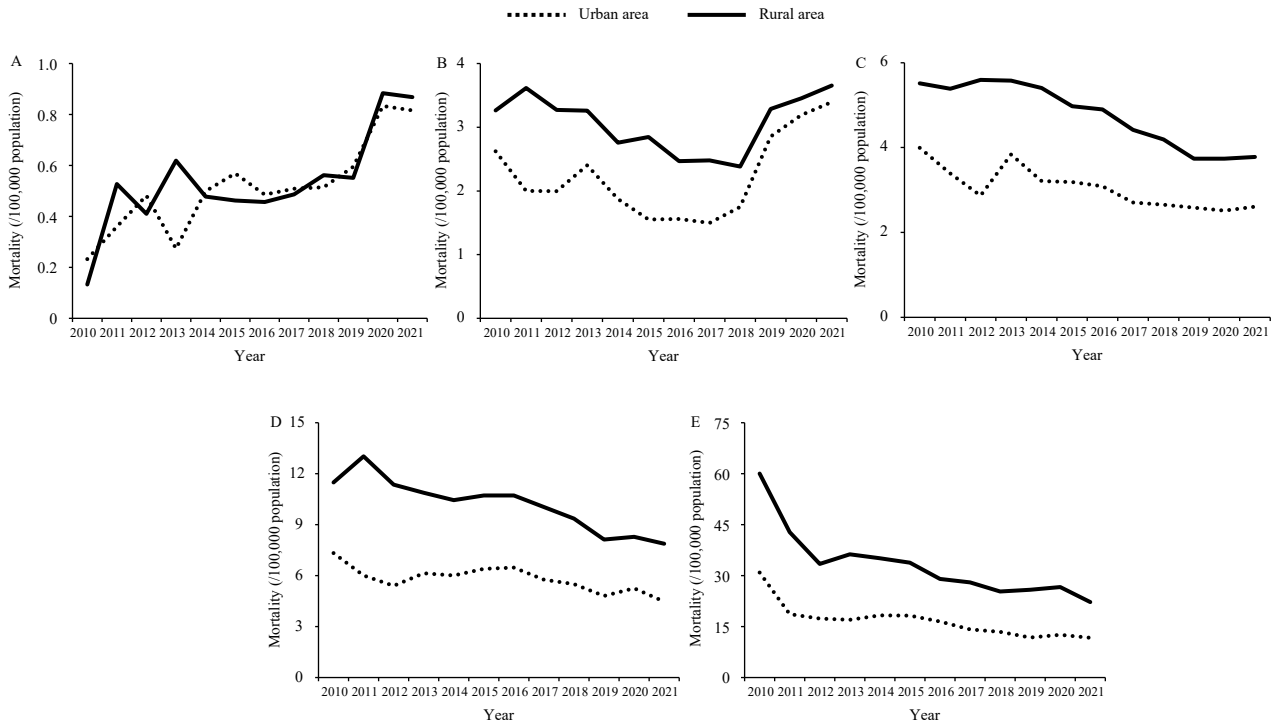 Urban area Rural area
A
Mortality (/100,000 population)
1.0
0.8
0.6
0.4
0.2
0
2010 2011 2012 2013 2014 2015 2016 2017 2018 2019 2020 2021
Year
B
Mortality (/100,000 population)
4
3
2
1
0
2010 2011 2012 2013 2014 2015 2016 2017 2018 2019 2020 2021
Year
C
Mortality (/100,000 population)
6
4
2
0
2010 2011 2012 2013 2014 2015 2016 2017 2018 2019 2020 2021
Year
D
Mortality (/100,000 population)
15
12
9
6
3
0
2010 2011 2012 2013 2014 2015 2016 2017 2018 2019 2020 2021
Year
E
Mortality (/100,000 population)
75
60
45
30
15
0
2010 2011 2012 2013 2014 2015 2016 2017 2018 2019 2020 2021
Year